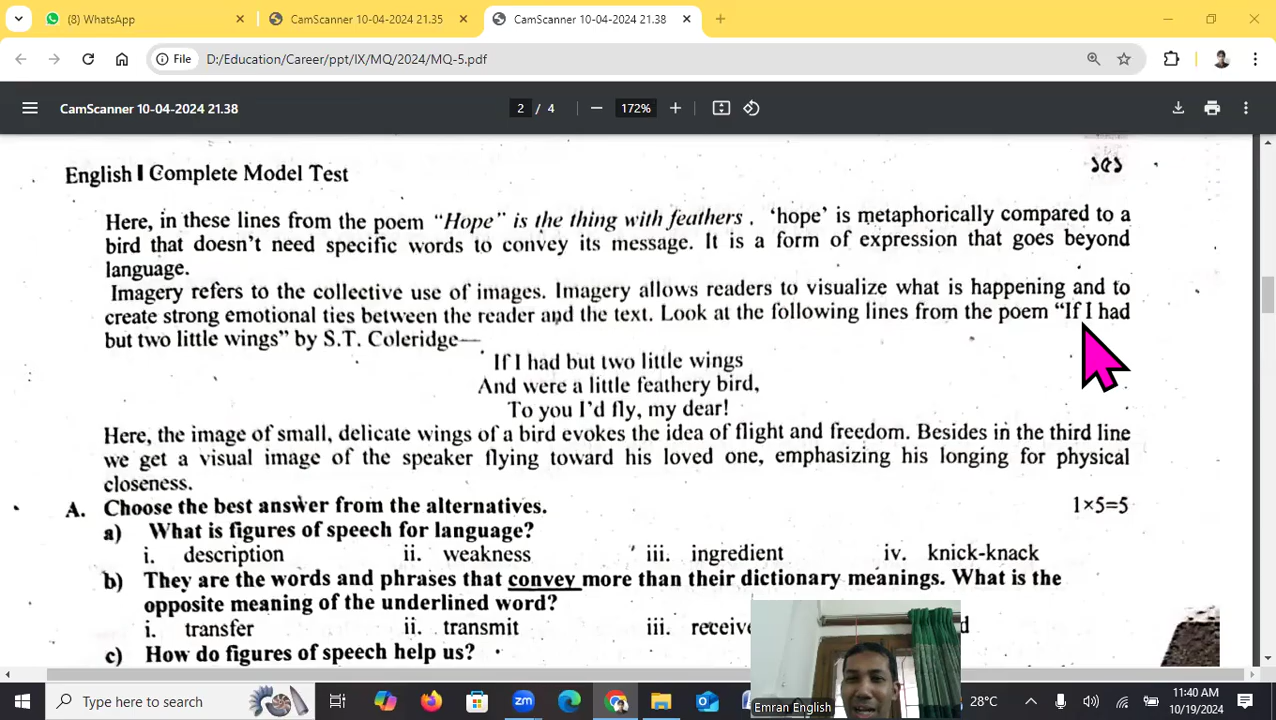 (8) WhatsApp
CamScanner 10-04-2024 21.35
CamScanner 10-04-2024 21.38
File
D:/Education/Career/ppt/IX/MQ/2024/MQ-5.pdf
CamScanner 10-04-2024 21.38
2 / 4
172%
English I Complete Model Test
১৫১
Here, in these lines from the poem “Hope” is the thing with feathers . ‘hope’ is metaphorically compared to a
bird that doesn’t need specific words to convey its message. It is a form of expression that goes beyond
language.
Imagery refers to the collective use of images. Imagery allows readers to visualize what is happening and to
create strong emotional ties between the reader and the text. Look at the following lines from the poem “If I had
but two little wings” by S.T. Coleridge—
If I had but two little wings
And were a little feathery bird,
To you I’d fly, my dear!
Here, the image of small, delicate wings of a bird evokes the idea of flight and freedom. Besides in the third line
we get a visual image of the speaker flying toward his loved one, emphasizing his longing for physical
closeness.
A. Choose the best answer from the alternatives. 1×5=5
a) What is figures of speech for language?
i. description ii. weakness iii. ingredient iv. knick-knack
b) They are the words and phrases that convey more than their dictionary meanings. What is the
opposite meaning of the underlined word?
i. transfer ii. transmit iii.
c) How do figures of speech help us?
Emran English
Type here to search
28°C
11:40 AM
10/19/2024